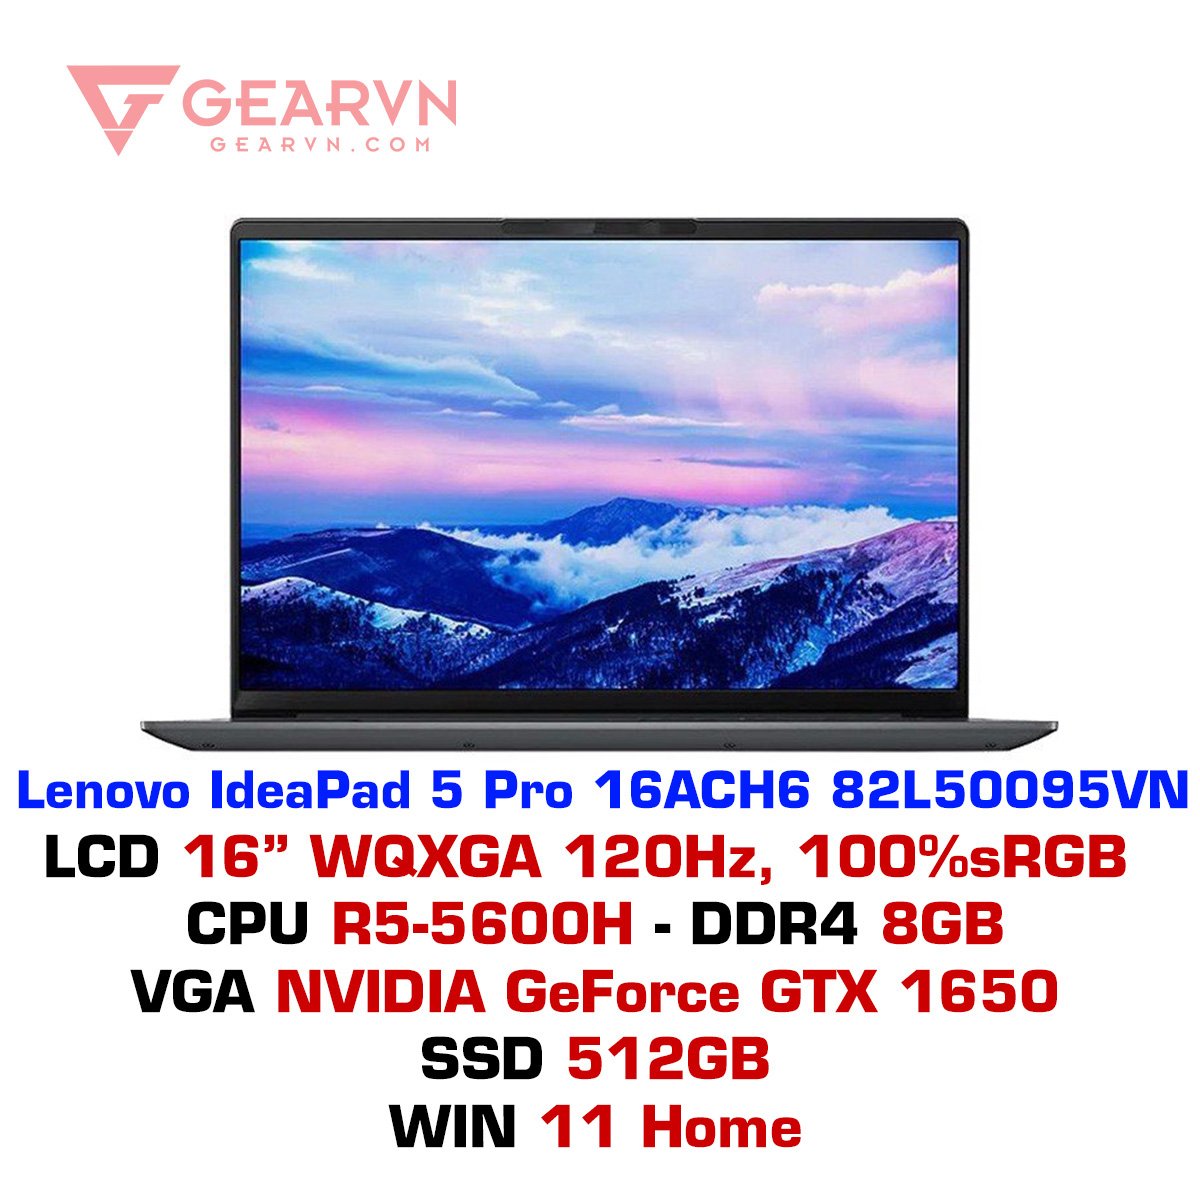 GEARVN
GEARVN.COM
Lenovo IdeaPad 5 Pro 16ACH6 82L50095VN
LCD 16” WQXGA 120Hz, 100%sRGB
CPU R5-5600H - DDR4 8GB
VGA NVIDIA GeForce GTX 1650
SSD 512GB
WIN 11 Home